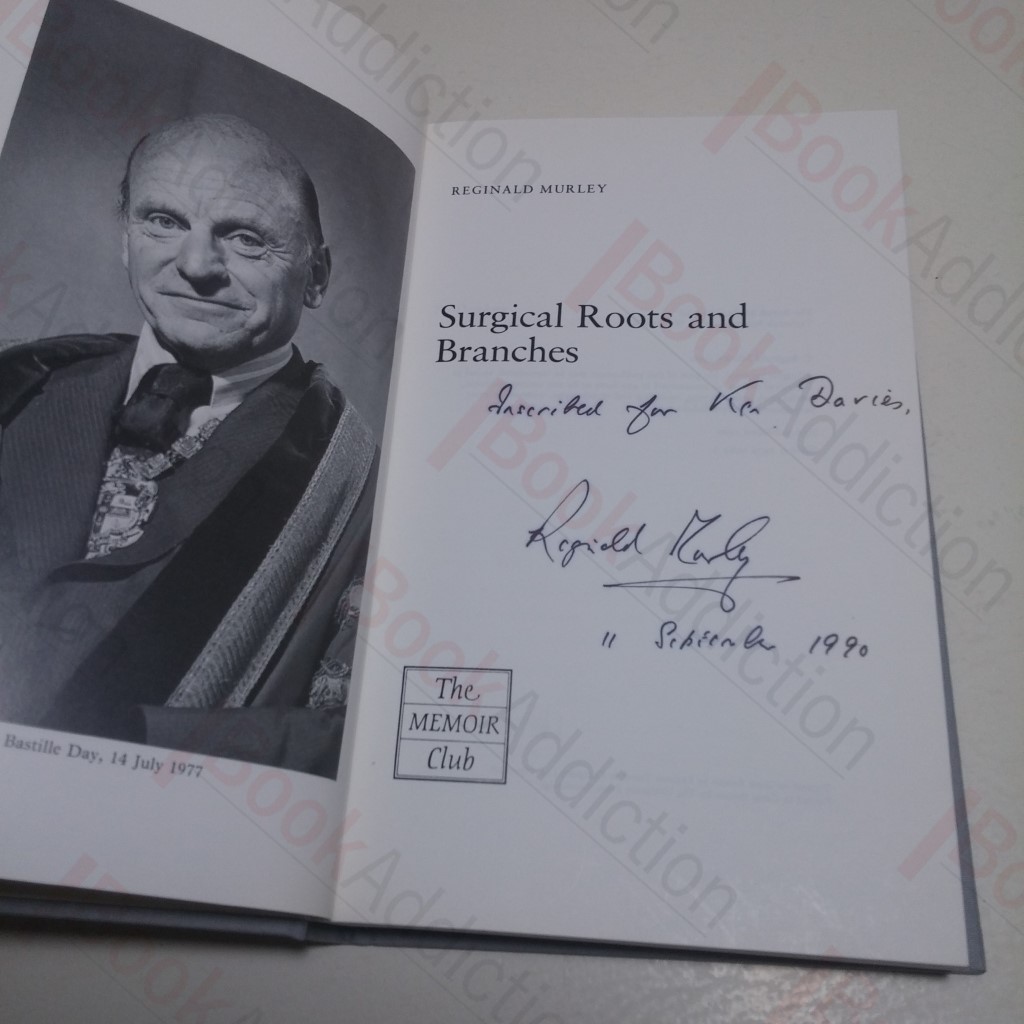 Bastille Day, 14 July 1977
REGINALD MURLEY
Surgical Roots and
Branches
Inscribed for Ken Davies,
Reginald Murley
11 September 1990
The
MEMOIR
Club
BookAddiction